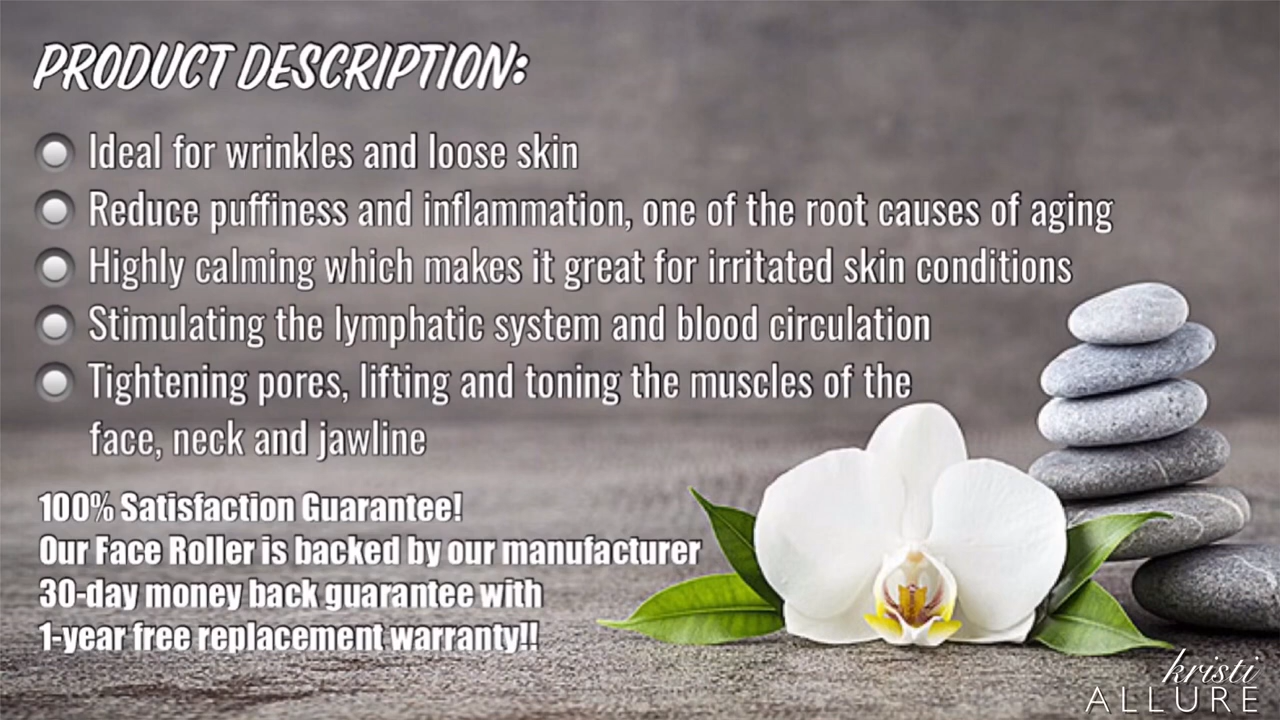 PRODUCT DESCRIPTION:
Ideal for wrinkles and loose skin
Reduce puffiness and inflammation, one of the root causes of aging
Highly calming which makes it great for irritated skin conditions
Stimulating the lymphatic system and blood circulation
Tightening pores, lifting and toning the muscles of the
face, neck and jawline
100% Satisfaction Guarantee!
Our Face Roller is backed by our manufacturer
30-day money back guarantee with
1-year free replacement warranty!!
kristi
ALLURE